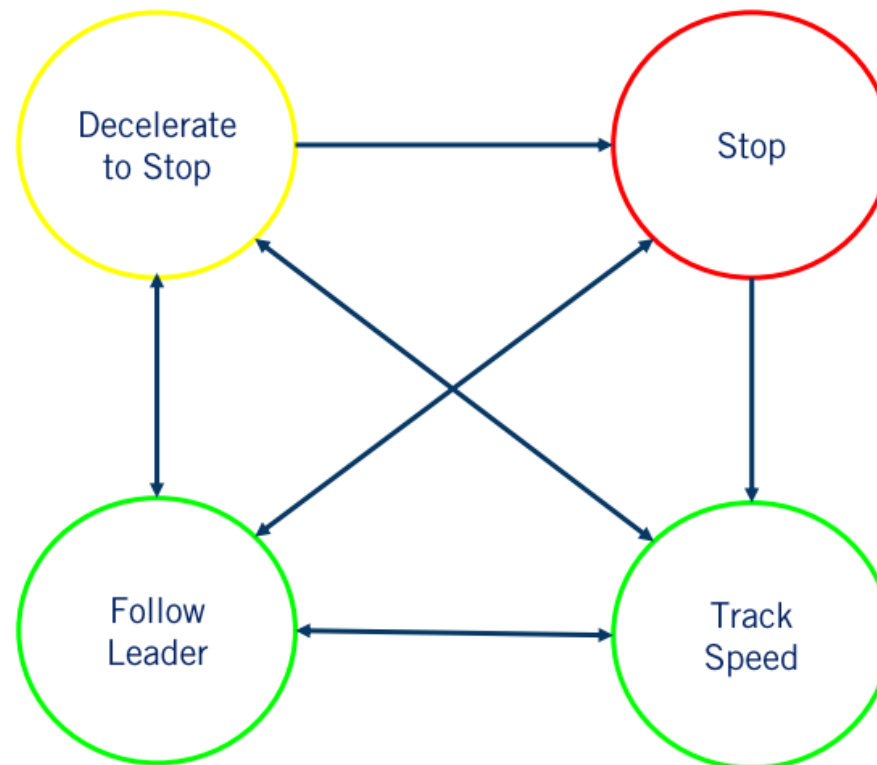 Decelerate
to Stop
Stop
Follow
Leader
Track
Speed